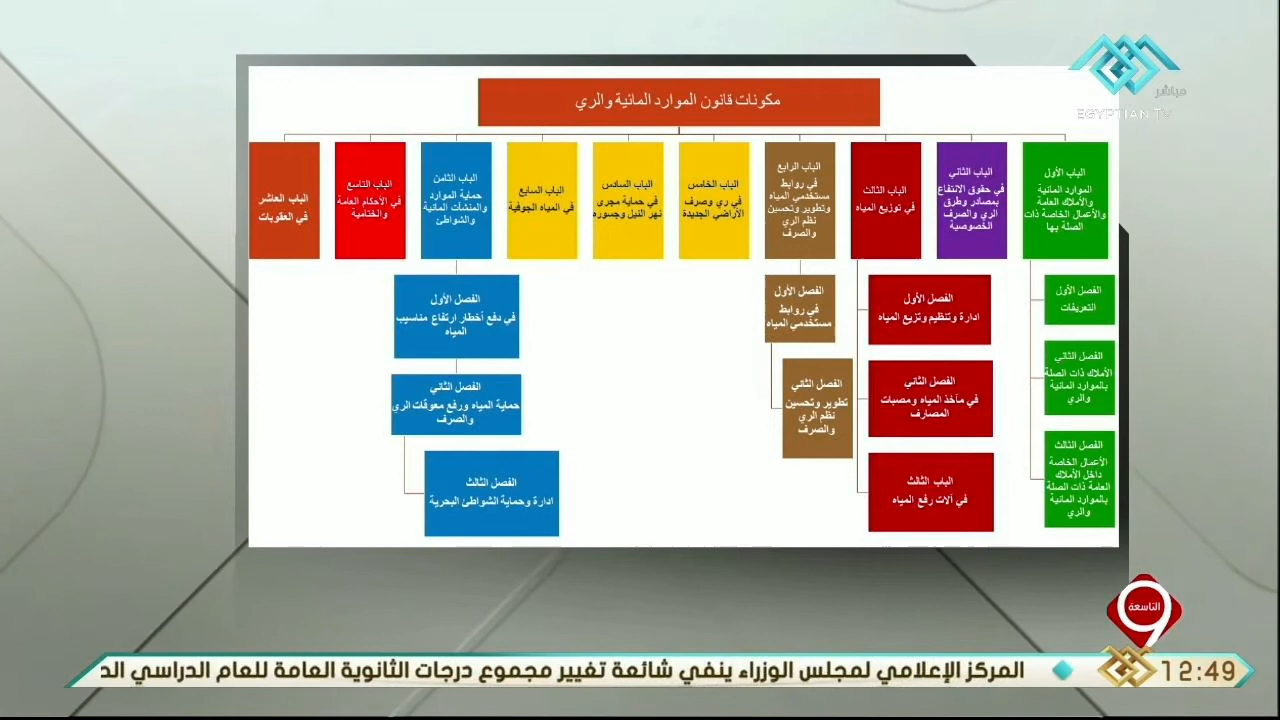 مباشر
EGYPTIAN TV
مكونات قانون الموارد المائية والري
الباب الأول
الموارد المائية
والأملاك العامة
والأعمال الخاصة ذات
الصلة بها
الباب الثاني
في حقوق الانتفاع
بمصادر وطرق
الري والصرف
الخصوصية
الباب الثالث
في توزيع المياه
الباب الرابع
في روابط
مستخدمي المياه
وتطوير وتحسين
نظم الري
والصرف
الباب الخامس
في ري وصرف
الأراضي الجديدة
الباب السادس
في حماية مجرى
نهر النيل وجسوره
الباب السابع
في المياه الجوفية
الباب الثامن
حماية الموارد
والمنشآت المائية
والشواطئ
الباب التاسع
في الأحكام العامة
والختامية
الباب العاشر
في العقوبات
الفصل الأول
التعريفات
الفصل الثاني
الأملاك ذات الصلة
بالموارد المائية
والري
الفصل الثالث
الأعمال الخاصة
داخل الأملاك
العامة ذات الصلة
بالموارد المائية
والري
الفصل الأول
ادارة وتنظيم وتزيع المياه
الفصل الثاني
في مآخذ المياه ومصبات
المصارف
الباب الثالث
في آلات رفع المياه
الفصل الأول
في روابط
مستخدمي المياه
الفصل الثاني
تطوير وتحسين
نظم الري
والصرف
الفصل الأول
في دفع أخطار ارتفاع مناسيب
المياه
الفصل الثاني
حماية المياه ورفع معوقات الري
والصرف
الفصل الثالث
ادارة وحماية الشواطئ البحرية
التاسعة
9
12:49
المركز الإعلامي لمجلس الوزراء ينفي شائعة تغيير مجموع درجات الثانوية العامة للعام الدراسي الح